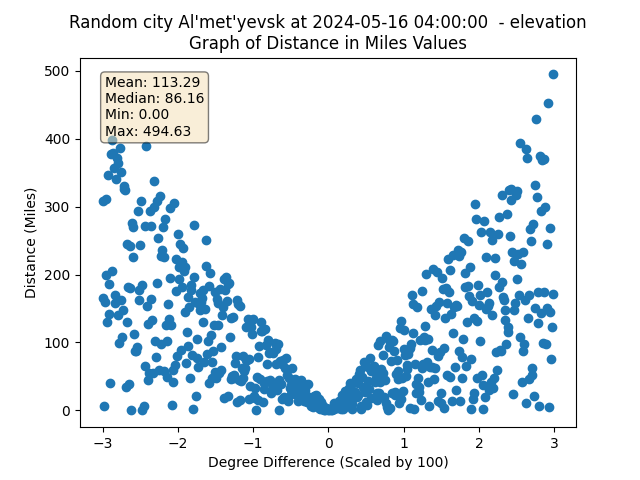 Random city Al'met'yevsk at 2024-05-16 04:00:00  - elevation
Graph of Distance in Miles Values
Mean: 113.29
Median: 86.16
Min: 0.00
Max: 494.63
500
400
300
200
100
0
Distance (Miles)
−3
−2
−1
0
1
2
3
Degree Difference (Scaled by 100)